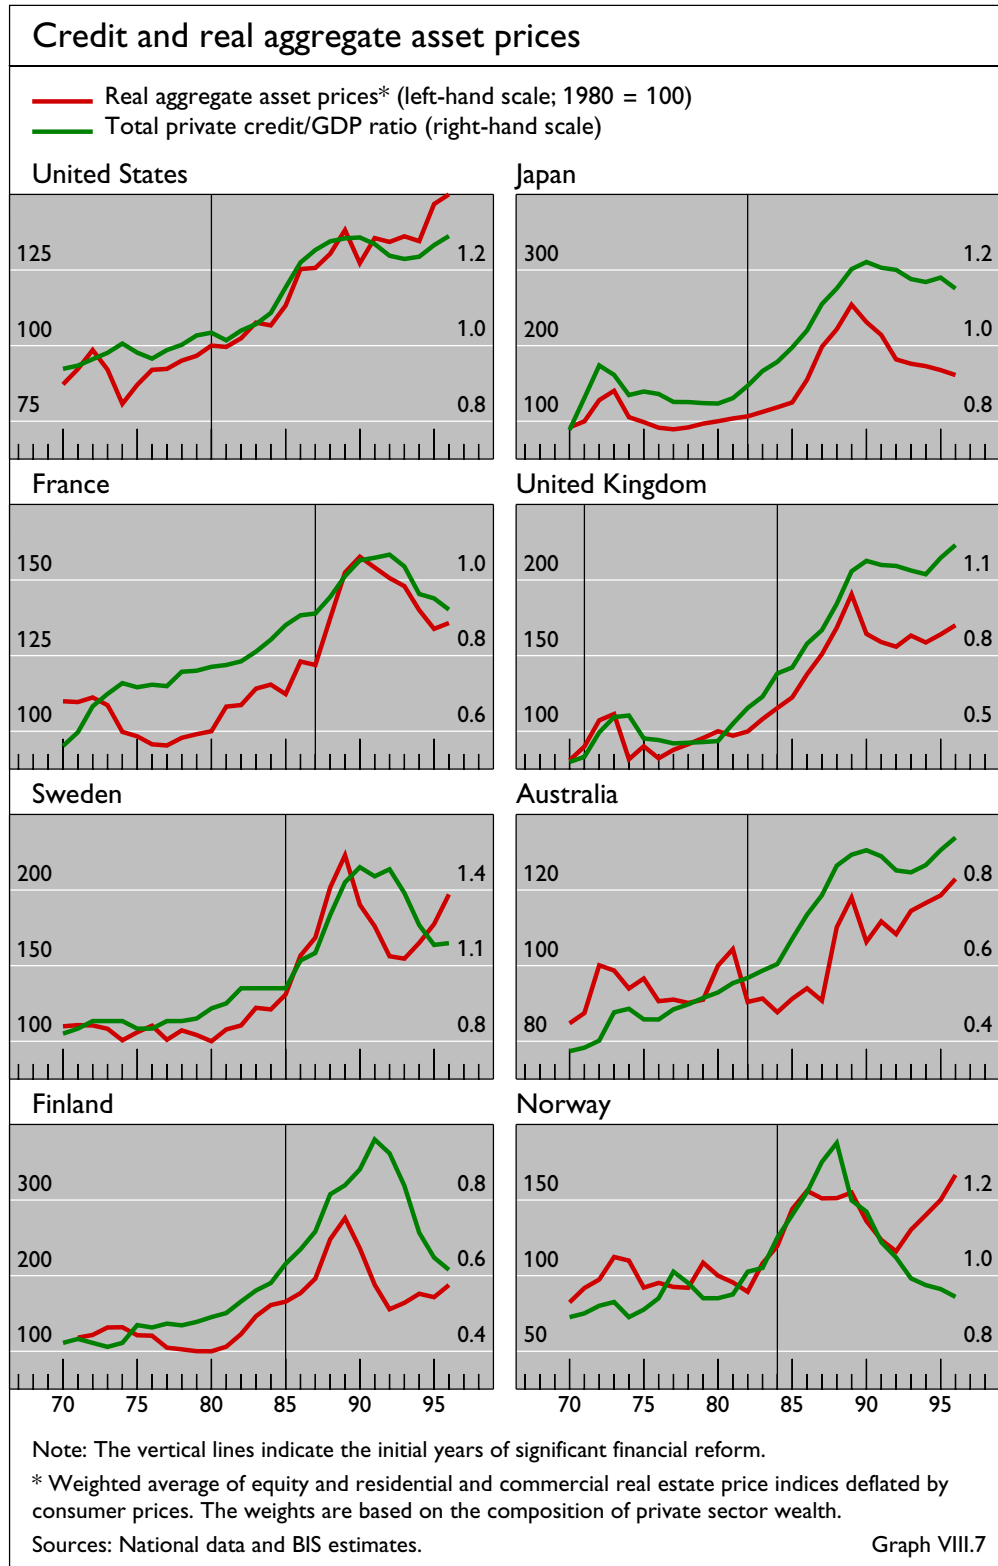 Credit and real aggregate asset prices
Real aggregate asset prices* (left-hand scale; 1980 = 100)
Total private credit/GDP ratio (right-hand scale)
United States
125
100
75
1.2
1.0
0.8
Japan
300
200
100
1.2
1.0
0.8
France
150
125
100
1.0
0.8
0.6
United Kingdom
200
150
100
1.1
0.8
0.5
Sweden
200
150
100
1.4
1.1
0.8
Australia
120
100
80
0.8
0.6
0.4
Finland
300
200
100
0.8
0.6
0.4
70 75 80 85 90 95
Norway
150
100
50
1.2
1.0
0.8
70 75 80 85 90 95
Note: The vertical lines indicate the initial years of significant financial reform.
* Weighted average of equity and residential and commercial real estate price indices deflated by
consumer prices. The weights are based on the composition of private sector wealth.
Sources: National data and BIS estimates.
Graph VIII.7